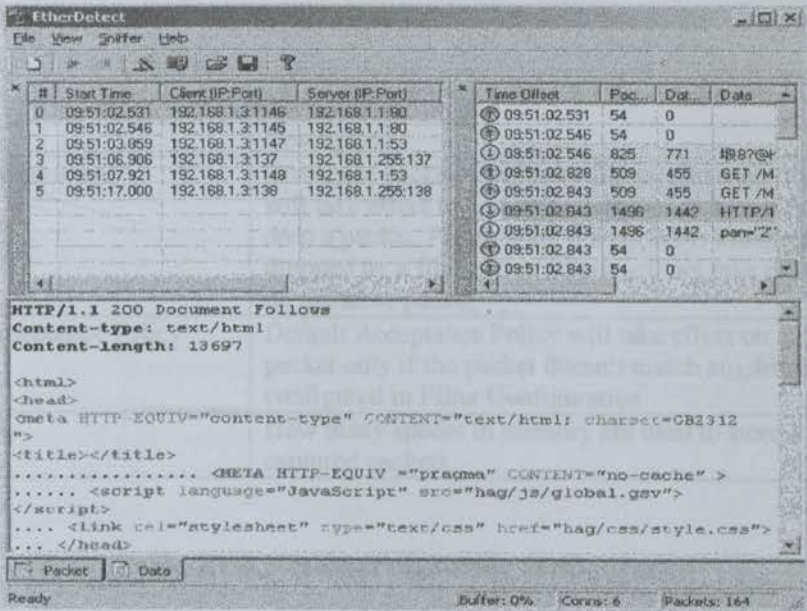 EtherDetect
File View Sniffer Help
# Start Time Client (IP:Port) Server (IP:Port)
0 09:51:02.531 192.168.1.3:1146 192.168.1.1:80
1 09:51:02.546 192.168.1.3:1145 192.168.1.1:80
2 09:51:03.859 192.168.1.3:1147 192.168.1.1:53
3 09:51:06.906 192.168.1.3:137 192.168.1.255:137
4 09:51:07.921 192.168.1.3:1148 192.168.1.1:53
5 09:51:17.000 192.168.1.3:138 192.168.1.255:138
Time Offset Pac... Dat... Data
09:51:02.531 54 0
09:51:02.546 54 0
09:51:02.546 825 771
09:51:02.828 509 455 GET /M
09:51:02.843 509 455 GET /M
09:51:02.843 1496 1442 HTTP/1
09:51:02.843 1496 1442 pan="2"
09:51:02.843 54 0
09:51:02.843 54 0
HTTP/1.1 200 Document Follows
Content-type: text/html
Content-length: 13697
<html>
<head>
<meta HTTP-EQUIV="content-type" CONTENT="text/html; charset=GB2312
">
<title></title>
................. <META HTTP-EQUIV ="pragma" CONTENT="no-cache" >
...... <script language="JavaScript" src="hag/js/global.gsv">
</script>
.... <link rel="stylesheet" type="text/css" href="hag/css/style.css">
... </head>
Packet Data
Ready Buffer: 0% Conns: 6 Packets: 164